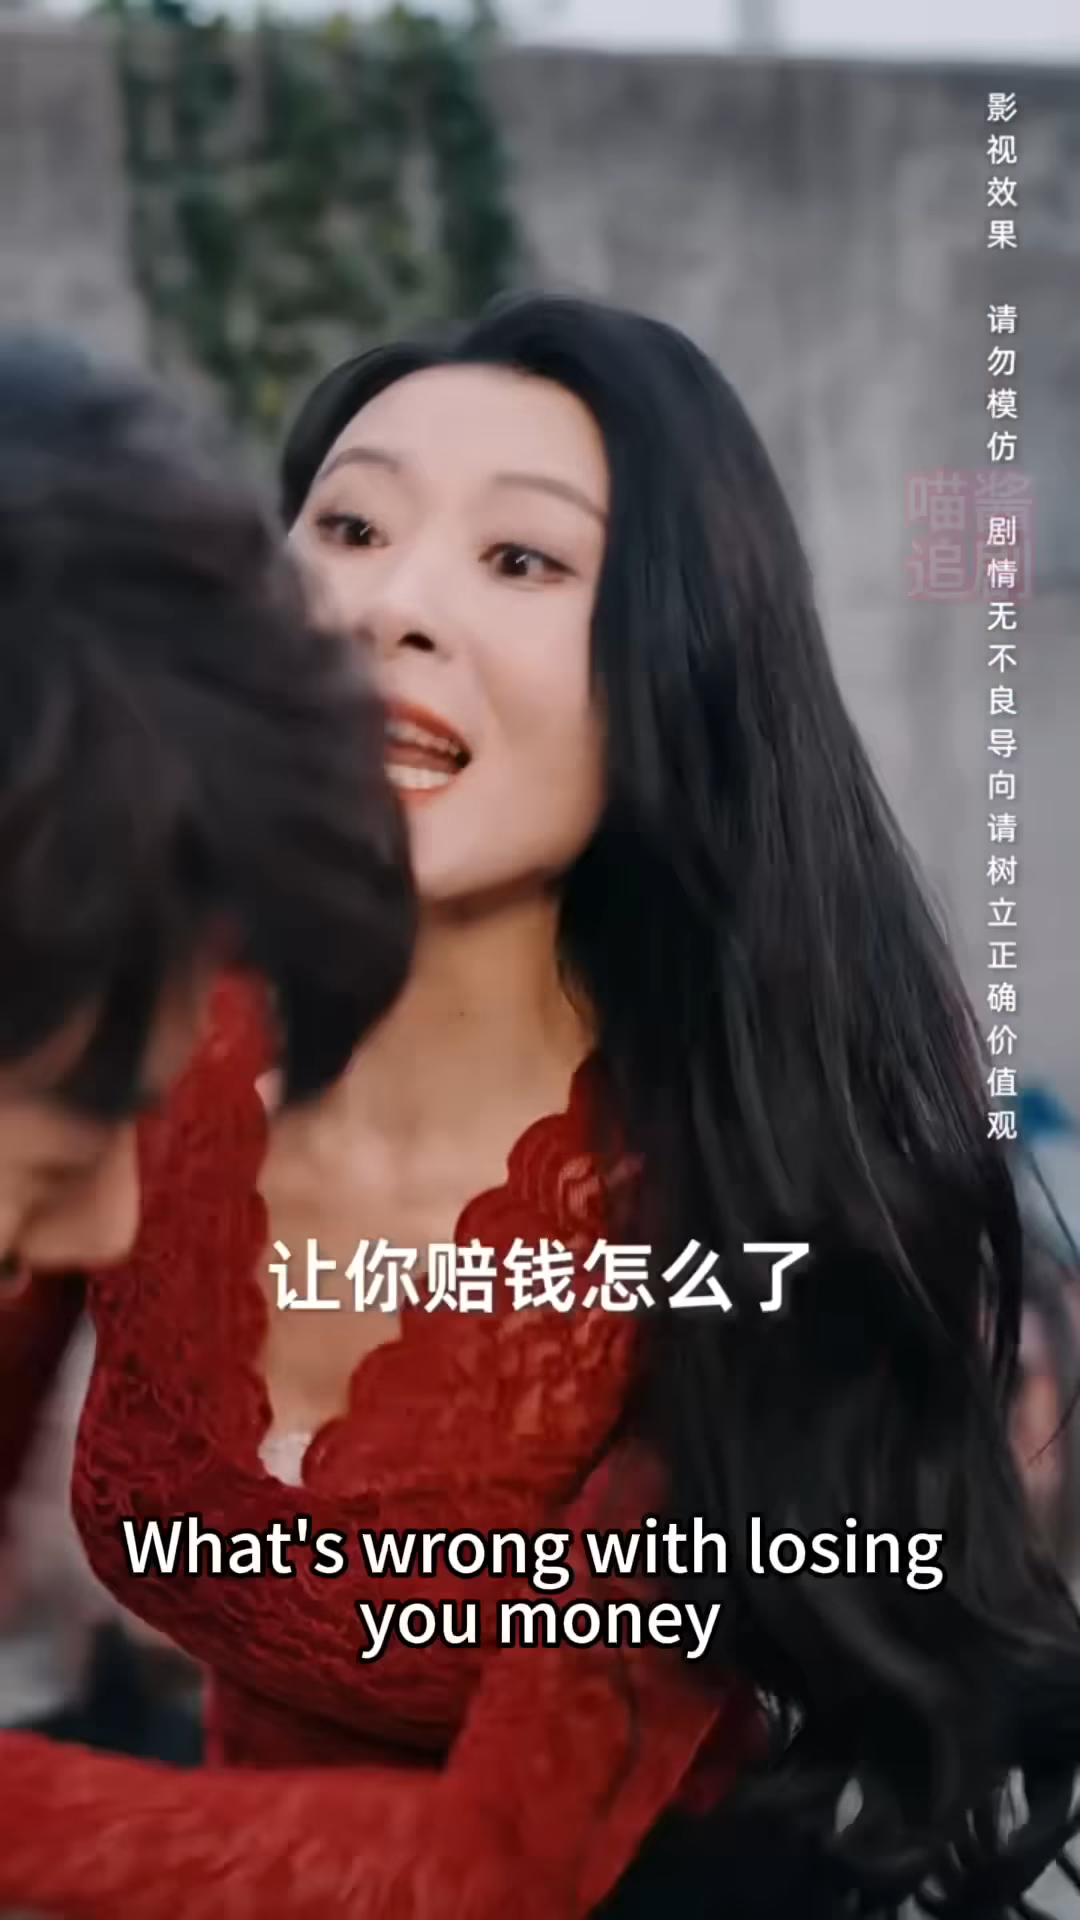 影视效果 请勿模仿 剧情无不良导向请树立正确价值观
喵酱
追剧
让你赔钱怎么了
What's wrong with losing
you money